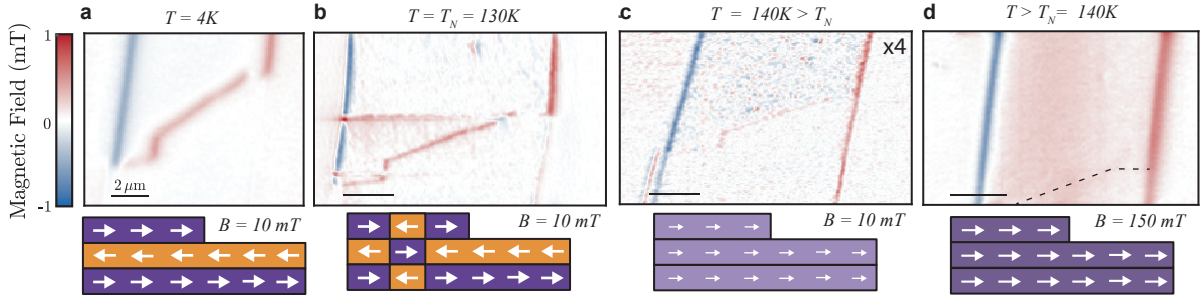 a
T = 4K
b
T = T_N = 130K
c
T = 140K > T_N
d
T > T_N = 140K
Magnetic Field (mT)
1
0
-1
2 μm
x4
B = 10 mT
B = 10 mT
B = 10 mT
B = 150 mT